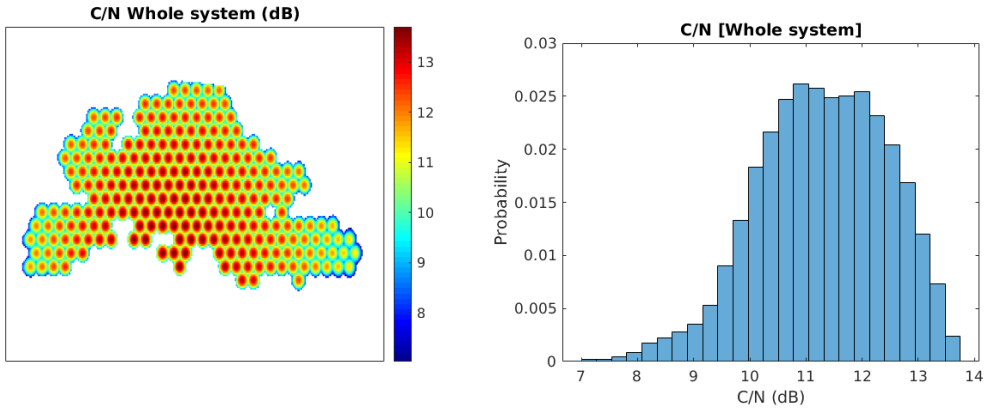 C/N Whole system (dB)
13
12
11
10
9
8
C/N [Whole system]
0.03
0.025
0.02
0.015
0.01
0.005
0
Probability
7 8 9 10 11 12 13 14
C/N (dB)